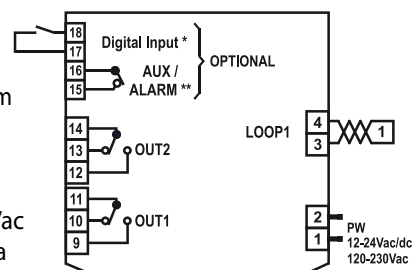 18
Digital Input *
17
OPTIONAL
16
AUX /
15
ALARM **
m
14
13
OUT2
12
LOOP1
4
3
1
11
/ac
10
OUT1
a
9
2
1
PW
12-24Vac/dc
120-230Vac